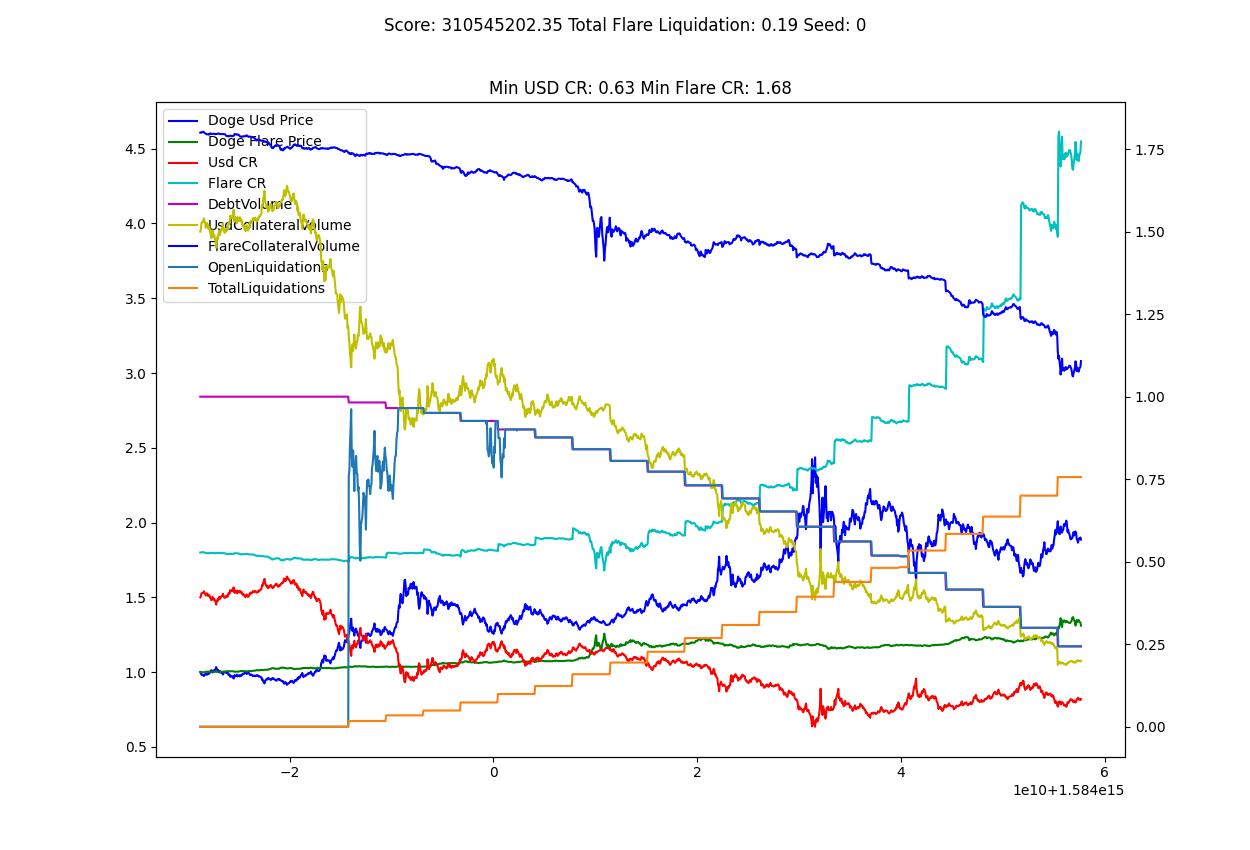 Score: 310545202.35 Total Flare Liquidation: 0.19 Seed: 0
Min USD CR: 0.63 Min Flare CR: 1.68
Doge Usd Price
Doge Flare Price
Usd CR
Flare CR
DebtVolume
UsdCollateralVolume
FlareCollateralVolume
OpenLiquidations
TotalLiquidations
4.5
4.0
3.5
3.0
2.5
2.0
1.5
1.0
0.5
1.75
1.50
1.25
1.00
0.75
0.50
0.25
0.00
−2 0 2 4 6
1e10+1.584e15